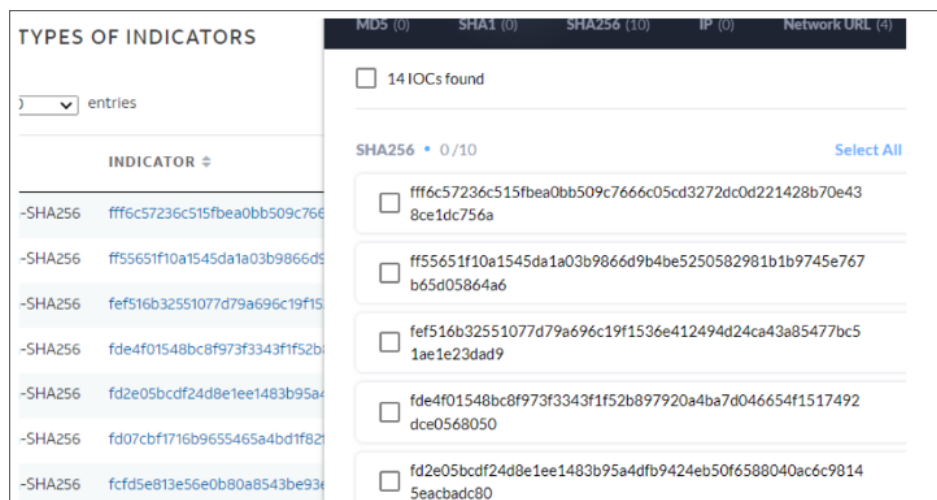 TYPES OF INDICATORS
entries
INDICATOR
-SHA256 fff6c57236c515fbea0bb509c766
-SHA256 ff55651f10a1545da1a03b9866d9
-SHA256 fef516b32551077d79a696c19f15
-SHA256 fde4f01548bc8f973f3343f1f52b
-SHA256 fd2e05bcdf24d8e1ee1483b95a4
-SHA256 fd07cbf1716b9655465a4bd1f82
-SHA256 fcfd5e813e56e0b80a8543be93
MD5 (0) SHA1 (0) SHA256 (10) IP (0) Network URL (4)
14 IOCs found
SHA256 • 0/10 Select All
fff6c57236c515fbea0bb509c7666c05cd3272dc0d221428b70e43
8ce1dc756a
ff55651f10a1545da1a03b9866d9b4be5250582981b1b9745e767
b65d05864a6
fef516b32551077d79a696c19f1536e412494d24ca43a85477bc5
1ae1e23dad9
fde4f01548bc8f973f3343f1f52b897920a4ba7d046654f1517492
dce0568050
fd2e05bcdf24d8e1ee1483b95a4dfb9424eb50f6588040ac6c9814
5eacbadc80